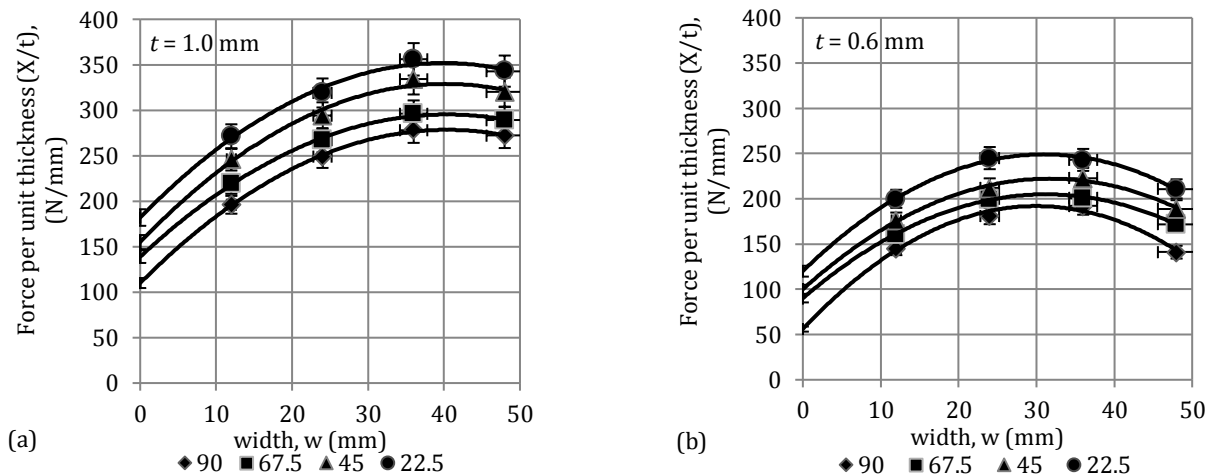 Force per unit thickness (X/t),
(N/mm)
400
350
300
250
200
150
100
50
0
t = 1.0 mm
0 10 20 30 40 50
width, w (mm)
(a)
90 67.5 45 22.5
Force per unit thickness (X/t),
(N/mm)
400
350
300
250
200
150
100
50
0
t = 0.6 mm
0 10 20 30 40 50
width, w (mm)
(b)
90 67.5 45 22.5